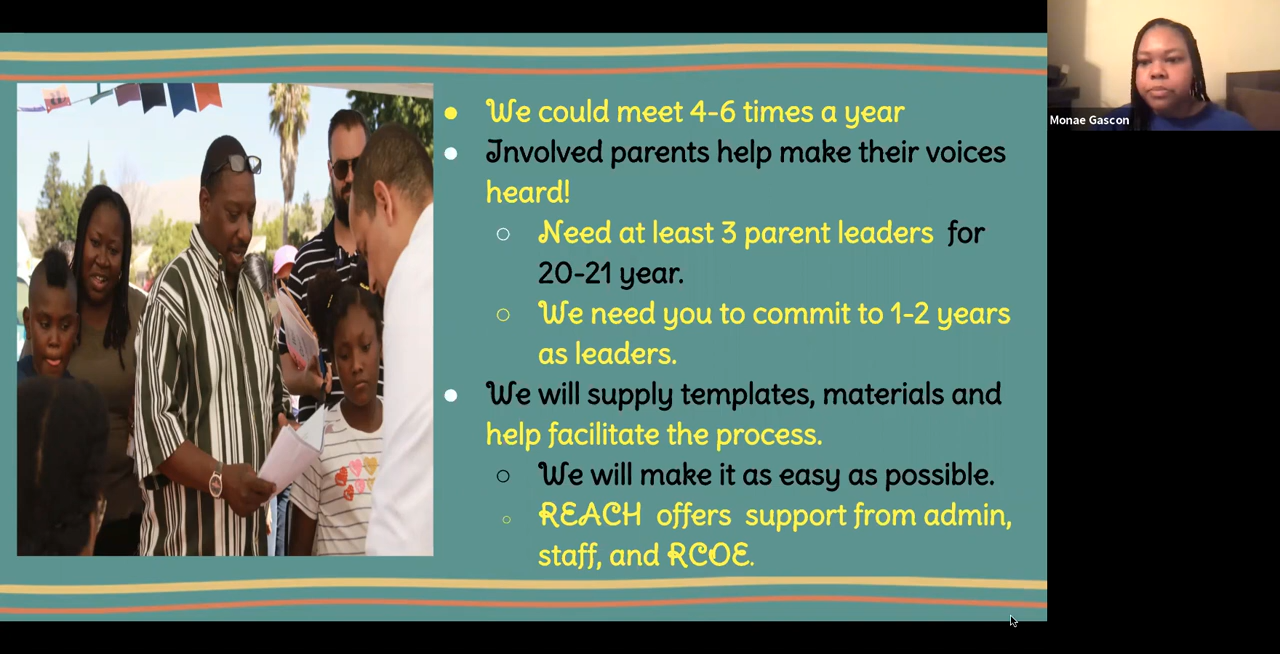 We could meet 4-6 times a year
Involved parents help make their voices
heard!
Need at least 3 parent leaders for
20-21 year.
We need you to commit to 1-2 years
as leaders.
We will supply templates, materials and
help facilitate the process.
We will make it as easy as possible.
REACH offers support from admin,
staff, and RCOE.
Monae Gascon